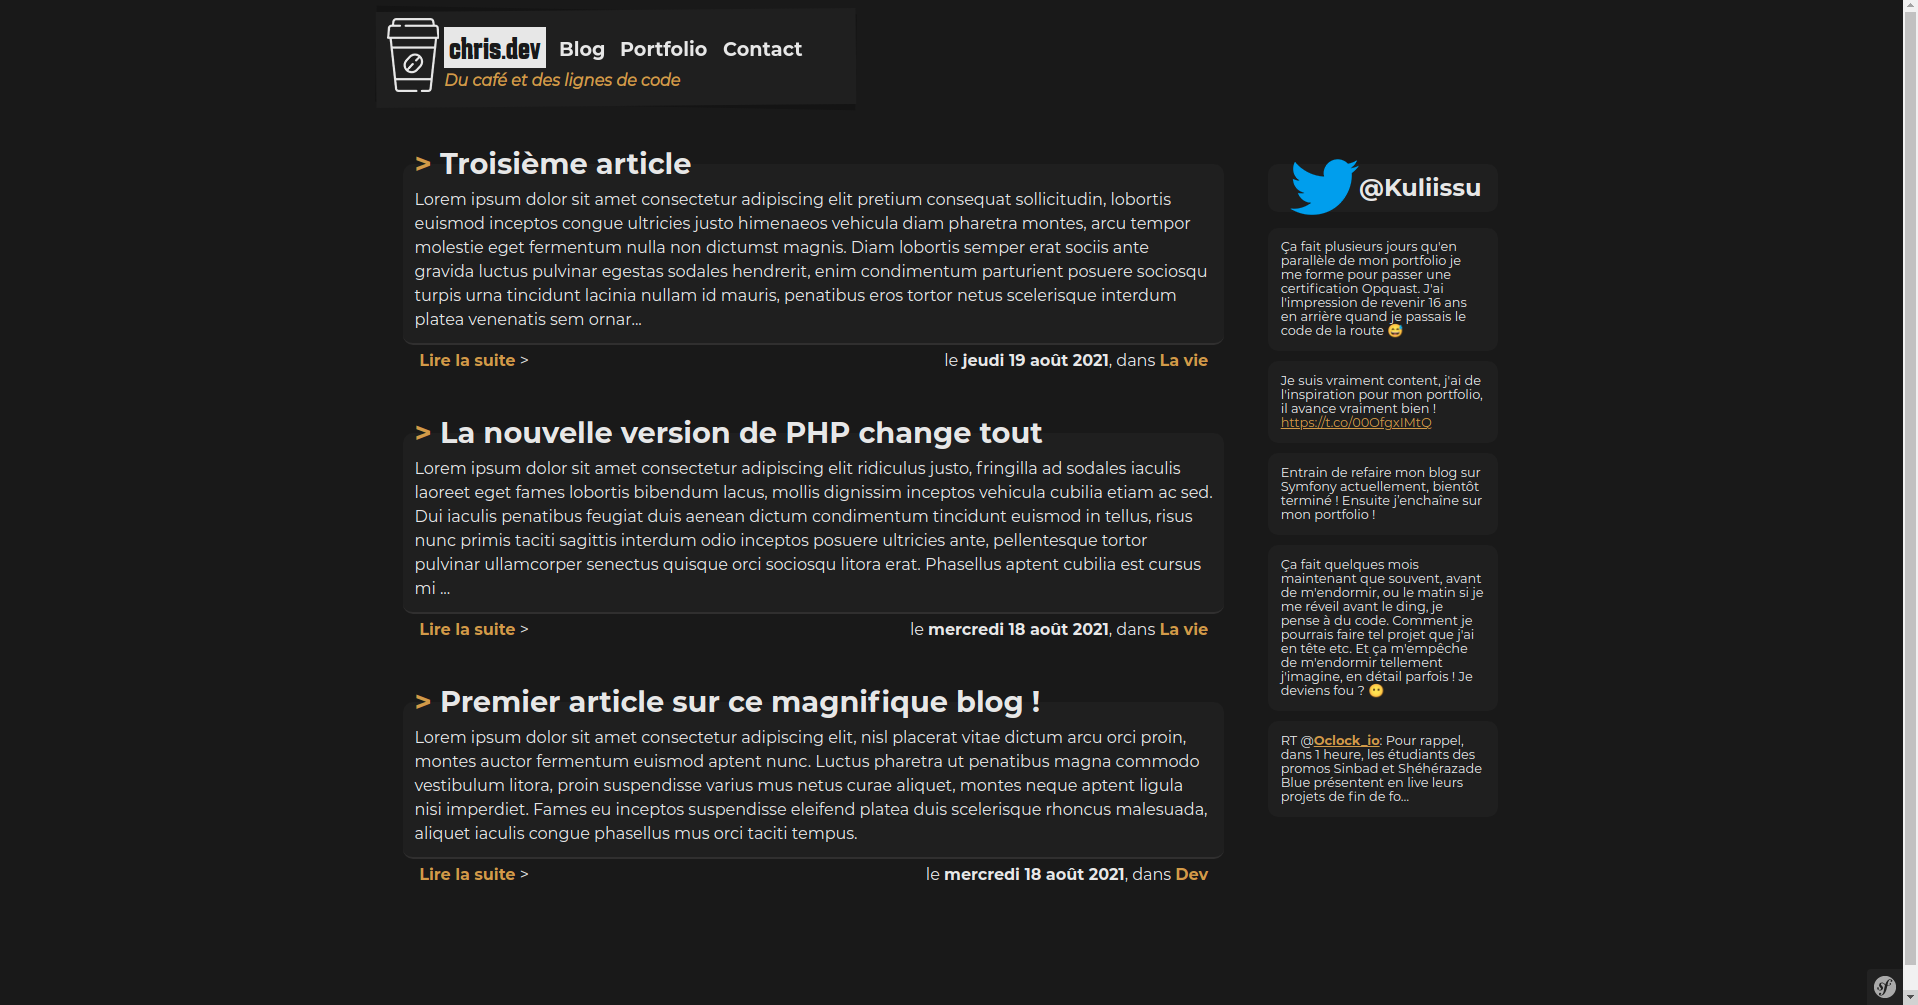 chris.dev Blog Portfolio Contact
Du café et des lignes de code
> Troisième article
Lorem ipsum dolor sit amet consectetur adipiscing elit pretium consequat sollicitudin, lobortis
euismod inceptos congue ultricies justo himenaeos vehicula diam pharetra montes, arcu tempor
molestie eget fermentum nulla non dictumst magnis. Diam lobortis semper erat sociis ante
gravida luctus pulvinar egestas sodales hendrerit, enim condimentum parturient posuere sociosqu
turpis urna tincidunt lacinia nullam id mauris, penatibus eros tortor netus scelerisque interdum
platea venenatis sem ornar...
Lire la suite >
le jeudi 19 août 2021, dans La vie
> La nouvelle version de PHP change tout
Lorem ipsum dolor sit amet consectetur adipiscing elit ridiculus justo, fringilla ad sodales iaculis
laoreet eget fames lobortis bibendum lacus, mollis dignissim inceptos vehicula cubilia etiam ac sed.
Dui iaculis penatibus feugiat duis aenean dictum condimentum tincidunt euismod in tellus, risus
nunc primis taciti sagittis interdum odio inceptos posuere ultricies ante, pellentesque tortor
pulvinar ullamcorper senectus quisque orci sociosqu litora erat. Phasellus aptent cubilia est cursus
mi ...
Lire la suite >
le mercredi 18 août 2021, dans La vie
> Premier article sur ce magnifique blog !
Lorem ipsum dolor sit amet consectetur adipiscing elit, nisl placerat vitae dictum arcu orci proin,
montes auctor fermentum euismod aptent nunc. Luctus pharetra ut penatibus magna commodo
vestibulum litora, proin suspendisse varius mus netus curae aliquet, montes neque aptent ligula
nisi imperdiet. Fames eu inceptos suspendisse eleifend platea duis scelerisque rhoncus malesuada,
aliquet iaculis congue phasellus mus orci taciti tempus.
Lire la suite >
le mercredi 18 août 2021, dans Dev
@Kuliissu
Ça fait plusieurs jours qu'en
parallèle de mon portfolio je
me forme pour passer une
certification Opquast. J'ai
l'impression de revenir 16 ans
en arrière quand je passais le
code de la route 😅
Je suis vraiment content, j'ai de
l'inspiration pour mon portfolio,
il avance vraiment bien !
https://t.co/00OfgxIMtQ
Entrain de refaire mon blog sur
Symfony actuellement, bientôt
terminé ! Ensuite j'enchaîne sur
mon portfolio !
Ça fait quelques mois
maintenant que souvent, avant
de m'endormir, ou le matin si je
me réveil avant le ding, je
pense à du code. Comment je
pourrais faire tel projet que j'ai
en tête etc. Et ça m'empêche
de m'endormir tellement
j'imagine, en détail parfois ! Je
deviens fou ? 😶
RT @Oclock_io: Pour rappel,
dans 1 heure, les étudiants des
promos Sinbad et Shéhérazade
Blue présentent en live leurs
projets de fin de fo...
sf